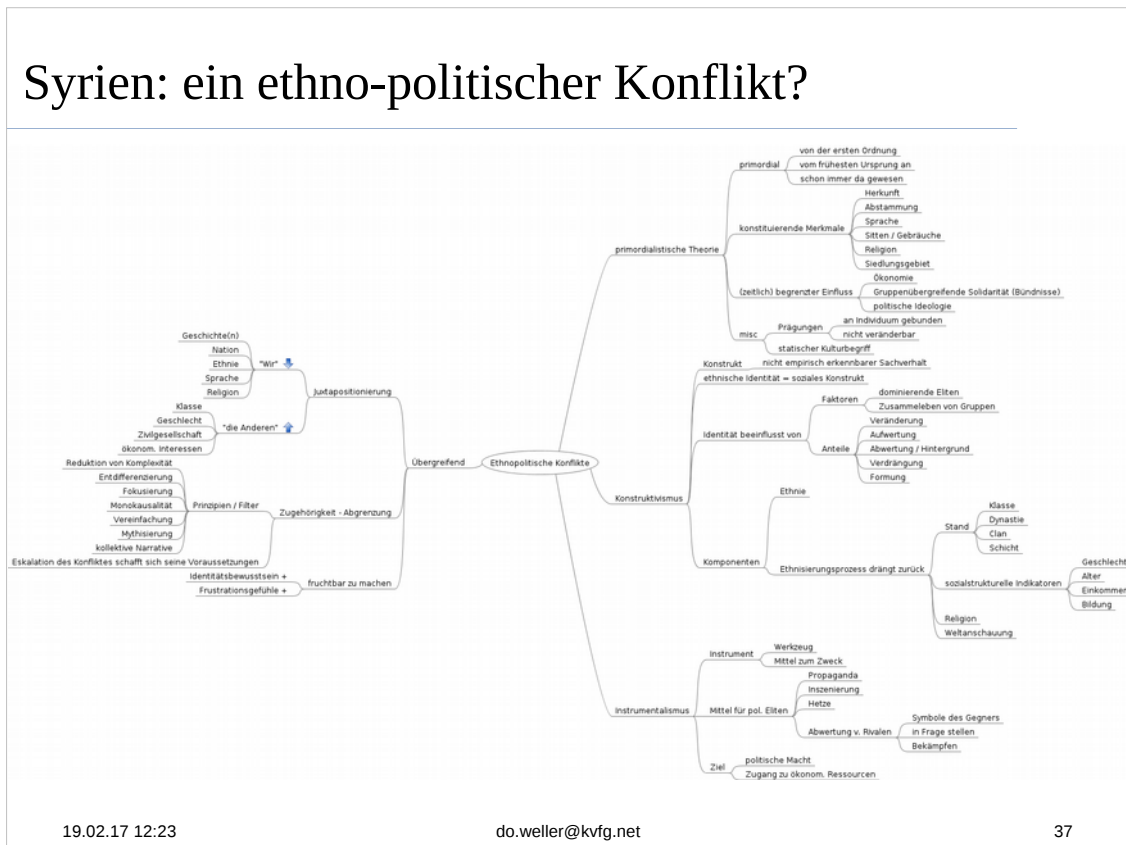 Syrien: ein ethno-politischer Konflikt?
Ethnopolitische Konflikte
primordialistische Theorie
primordial
von der ersten Ordnung
vom frühesten Ursprung an
schon immer da gewesen
konstituierende Merkmale
Herkunft
Abstammung
Sprache
Sitten / Gebräuche
Religion
Siedlungsgebiet
(zeitlich) begrenzter Einfluss
Ökonomie
Gruppenübergreifende Solidarität (Bündnisse)
politische Ideologie
misc
Prägungen
an Individuum gebunden
nicht veränderbar
statischer Kulturbegriff
Konstruktivismus
Konstrukt
nicht empirisch erkennbarer Sachverhalt
ethnische Identität = soziales Konstrukt
Identität beeinflusst von
Faktoren
dominierende Eliten
Zusammeleben von Gruppen
Anteile
Veränderung
Aufwertung
Abwertung / Hintergrund
Verdrängung
Formung
Komponenten
Ethnie
Ethnisierungsprozess drängt zurück
Stand
Klasse
Dynastie
Clan
Schicht
sozialstrukturelle Indikatoren
Geschlecht
Alter
Einkommen
Bildung
Religion
Weltanschauung
Instrumentalismus
Instrument
Werkzeug
Mittel zum Zweck
Mittel für pol. Eliten
Propaganda
Inszenierung
Hetze
Abwertung v. Rivalen
Symbole des Gegners
in Frage stellen
Bekämpfen
Ziel
politische Macht
Zugang zu ökonom. Ressourcen
Übergreifend
Juxtapositionierung
"Wir"
Geschichte(n)
Nation
Ethnie
Sprache
Religion
"die Anderen"
Klasse
Geschlecht
Zivilgesellschaft
ökonom. Interessen
Zugehörigkeit - Abgrenzung
Prinzipien / Filter
Reduktion von Komplexität
Entdifferenzierung
Fokusierung
Monokausalität
Vereinfachung
Mythisierung
kollektive Narrative
Eskalation des Konfliktes schafft sich seine Voraussetzungen
fruchtbar zu machen
Identitätsbewusstsein +
Frustrationsgefühle +
19.02.17 12:23
do.weller@kvfg.net
37